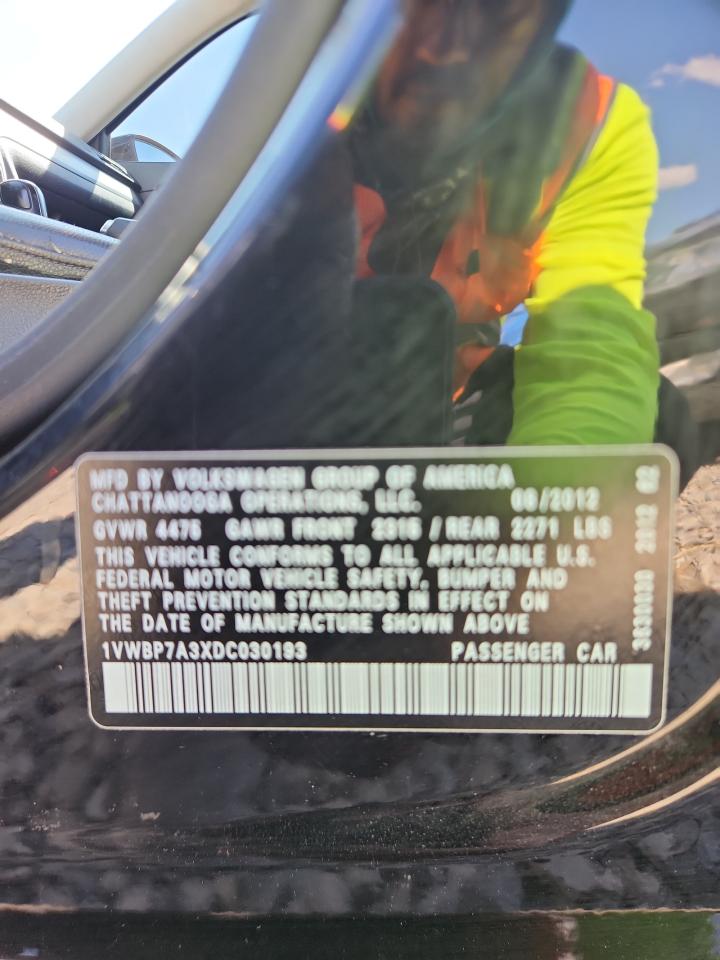 MFD BY VOLKSWAGEN GROUP OF AMERICA
CHATTANOOGA OPERATIONS, LLC. 08/2012
GVWR 4475 GAWR FRONT / REAR 2271 LBS
THIS VEHICLE CONFORMS TO ALL APPLICABLE U.S.
FEDERAL MOTOR VEHICLE SAFETY, BUMPER AND
THEFT PREVENTION STANDARDS IN EFFECT ON
THE DATE OF MANUFACTURE SHOWN ABOVE
1VWBP7A3XDC030193 PASSENGER CAR
2012